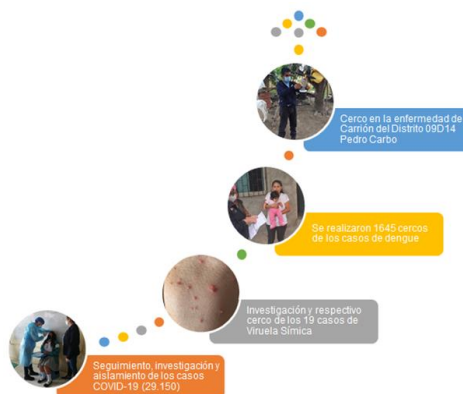 Cerco en la enfermedad de
Carrión del Distrito 09D14
Pedro Carbo
Se realizaron 1645 cercos
de los casos de dengue
Investigación y respectivo
cerco de los 19 casos de
Viruela Símica
Seguimiento, investigación y
aislamiento de los casos
COVID-19 (29.150)